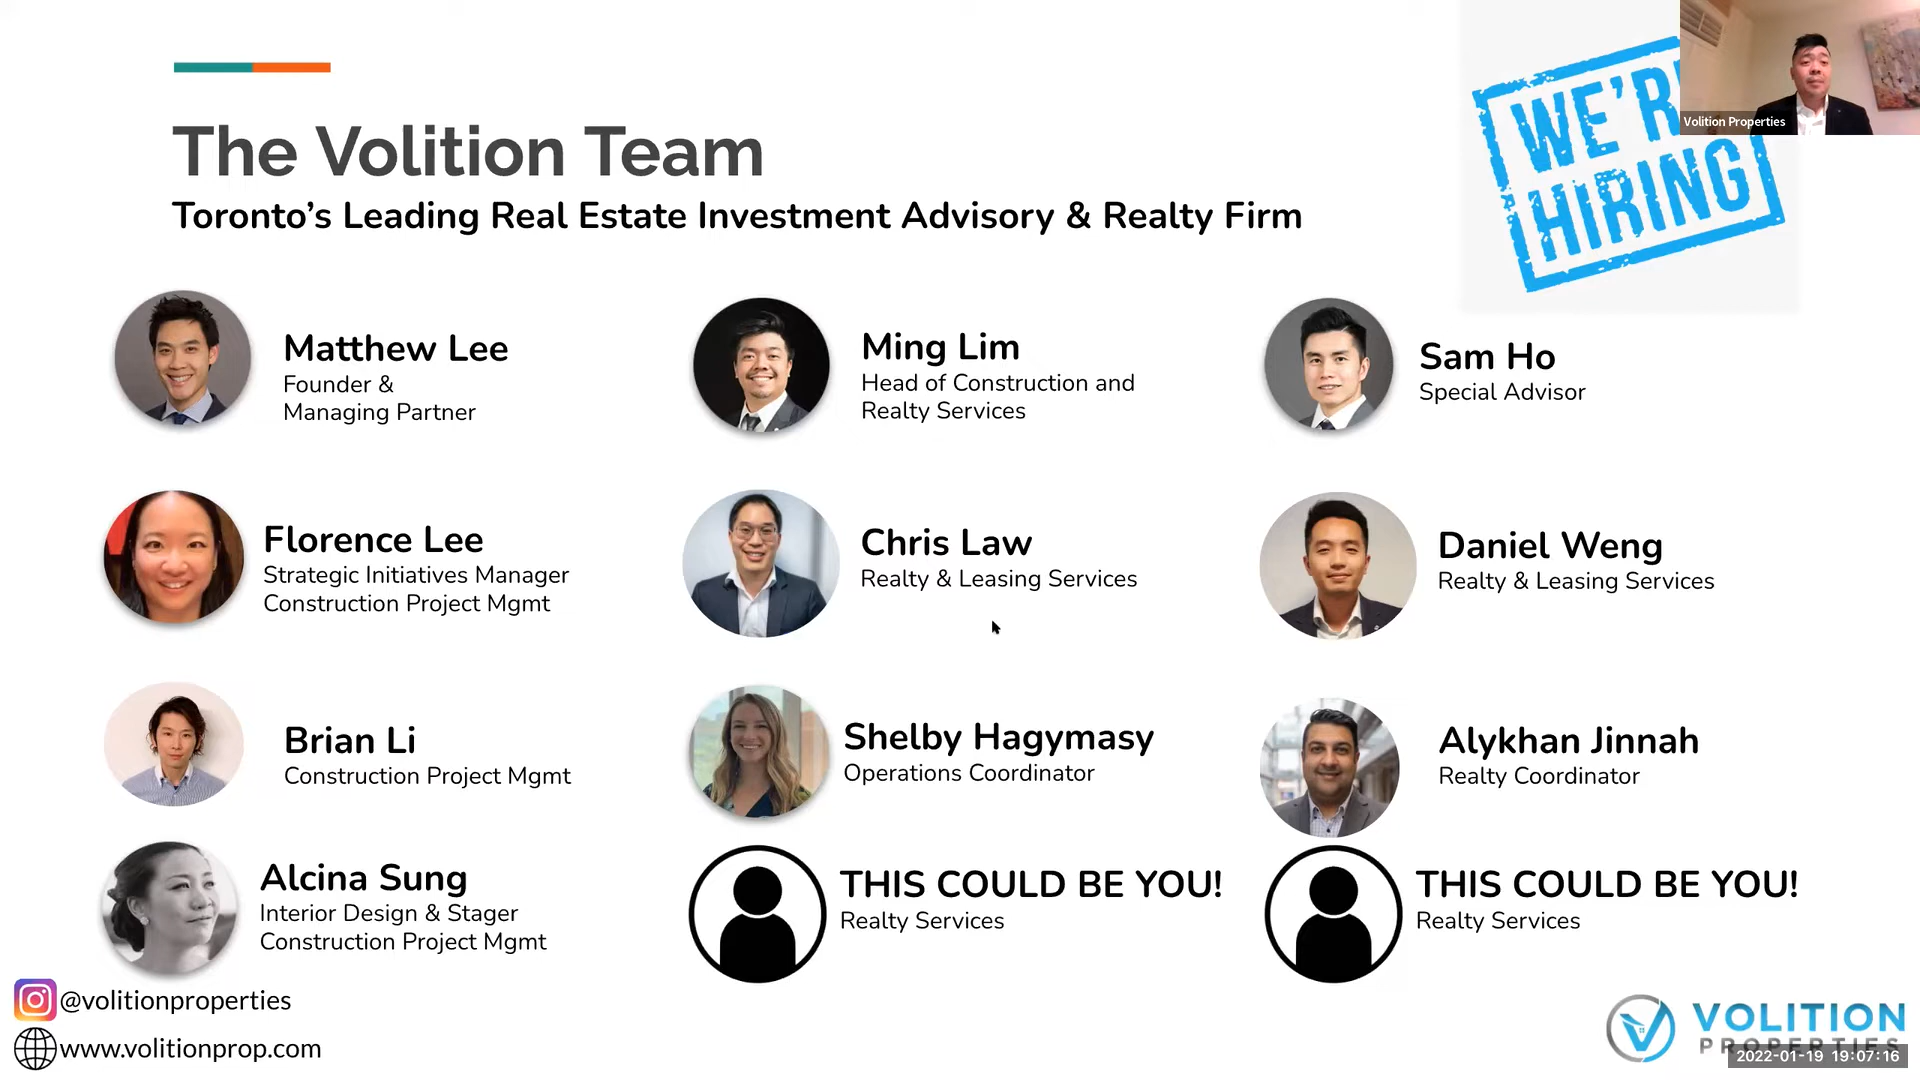 The Volition Team
Toronto's Leading Real Estate Investment Advisory & Realty Firm
WE'R
HIRING
Volition Properties
Matthew Lee
Founder &
Managing Partner
Ming Lim
Head of Construction and
Realty Services
Sam Ho
Special Advisor
Florence Lee
Strategic Initiatives Manager
Construction Project Mgmt
Chris Law
Realty & Leasing Services
Daniel Weng
Realty & Leasing Services
Brian Li
Construction Project Mgmt
Shelby Hagymasy
Operations Coordinator
Alykhan Jinnah
Realty Coordinator
Alcina Sung
Interior Design & Stager
Construction Project Mgmt
THIS COULD BE YOU!
Realty Services
THIS COULD BE YOU!
Realty Services
@volitionproperties
www.volitionprop.com
VOLITION
PROPERTIES
2022-01-19 19:07:16